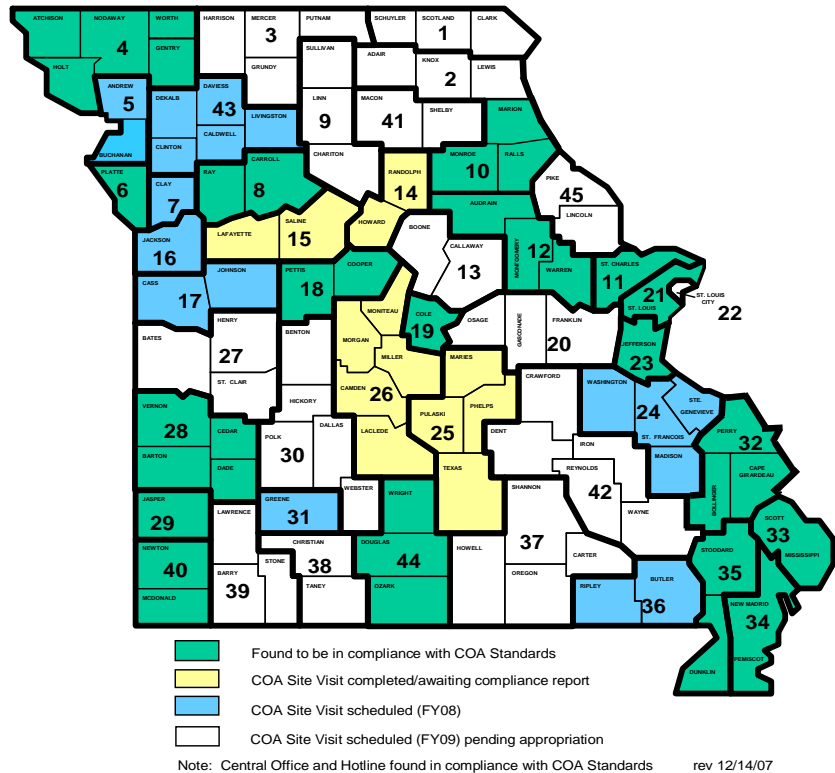 ATCHISON
NODAWAY
WORTH
HARRISON
MERCER
PUTNAM
SCHUYLER
SCOTLAND
CLARK
4
3
1
GENTRY
SULLIVAN
ADAIR
KNOX
LEWIS
HOLT
GRUNDY
2
ANDREW
DEKALB
DAVIESS
5
43
LINN
MACON
SHELBY
MARION
LIVINGSTON
9
41
CLINTON
CALDWELL
BUCHANAN
CHARITON
MONROE
RALLS
PLATTE
RAY
CARROLL
RANDOLPH
10
PIKE
6
CLAY
8
14
45
7
AUDRAIN
LINCOLN
LAFAYETTE
SALINE
HOWARD
BOONE
JACKSON
15
CALLAWAY
MONTGOMERY
12
16
WARREN
ST. CHARLES
JOHNSON
COOPER
13
11
CASS
PETTIS
21
ST. LOUIS
CITY
17
18
MONITEAU
COLE
OSAGE
GASCONADE
FRANKLIN
ST. LOUIS
22
HENRY
BENTON
19
20
BATES
MORGAN
JEFFERSON
27
MILLER
MARIES
23
ST. CLAIR
CAMDEN
26
CRAWFORD
WASHINGTON
STE.
GENEVIEVE
HICKORY
PULASKI
PHELPS
24
VERNON
CEDAR
DALLAS
LACLEDE
25
DENT
ST. FRANCOIS
PERRY
28
POLK
IRON
32
BARTON
DADE
30
REYNOLDS
MADISON
CAPE
GIRARDEAU
TEXAS
BOLLINGER
WEBSTER
SHANNON
42
JASPER
LAWRENCE
GREENE
WRIGHT
WAYNE
SCOTT
29
31
33
CHRISTIAN
DOUGLAS
HOWELL
37
STODDARD
MISSISSIPPI
NEWTON
BARRY
STONE
38
44
CARTER
35
40
39
OREGON
RIPLEY
BUTLER
MCDONALD
TANEY
OZARK
36
NEW MADRID
34
DUNKLIN
PEMISCOT
Found to be in compliance with COA Standards
COA Site Visit completed/awaiting compliance report
COA Site Visit scheduled (FY08)
COA Site Visit scheduled (FY09) pending appropriation
Note: Central Office and Hotline found in compliance with COA Standards rev 12/14/07